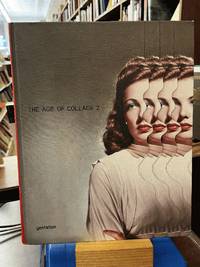 THE AGE OF COLLAGE 2
gestalten